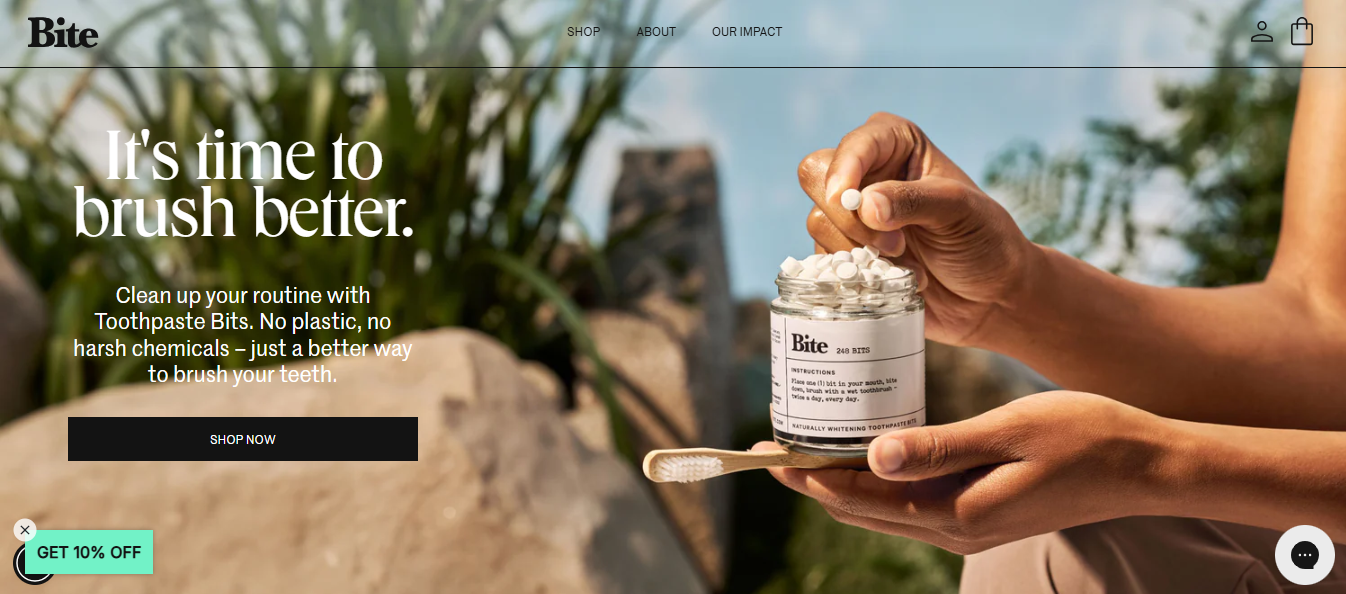 Bite
SHOP
ABOUT
OUR IMPACT
It's time to
brush better.
Clean up your routine with
Toothpaste Bits. No plastic, no
harsh chemicals – just a better way
to brush your teeth.
SHOP NOW
GET 10% OFF
Bite 248 BITS
INSTRUCTIONS
Place one (1) bit in your mouth, bite
down, brush with a wet toothbrush –
twice a day, every day.
NATURALLY WHITENING TOOTHPASTE BITS